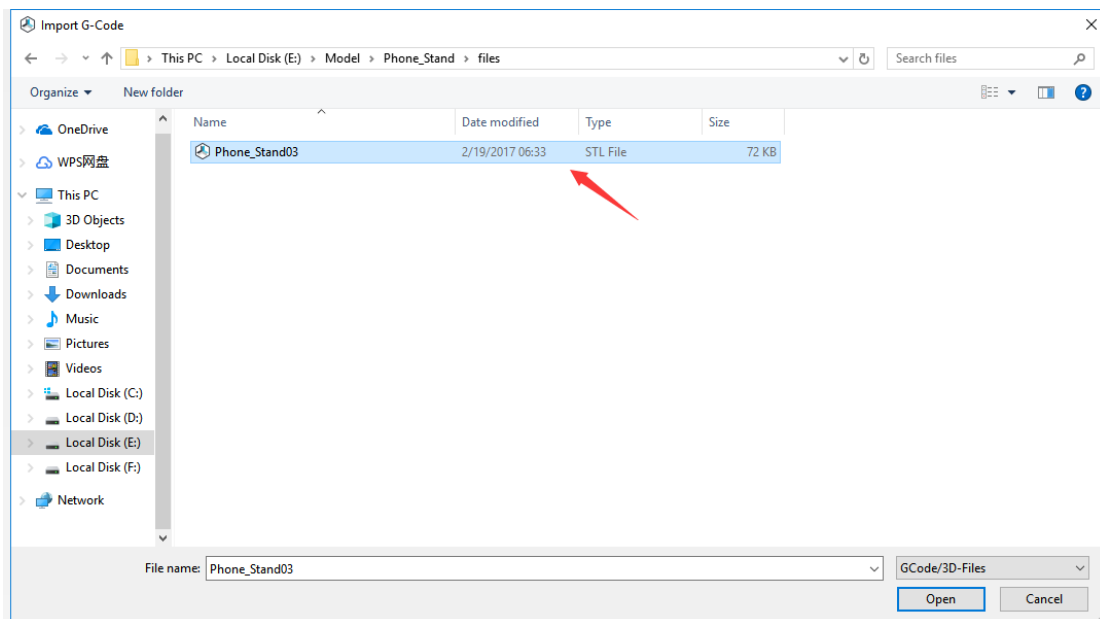 Import G-Code
This PC > Local Disk (E:) > Model > Phone_Stand > files
Search files
Organize
New folder
Name
Date modified
Type
Size
Phone_Stand03
2/19/2017 06:33
STL File
72 KB
OneDrive
WPS网盘
This PC
3D Objects
Desktop
Documents
Downloads
Music
Pictures
Videos
Local Disk (C:)
Local Disk (D:)
Local Disk (E:)
Local Disk (F:)
Network
File name: Phone_Stand03
GCode/3D-Files
Open
Cancel